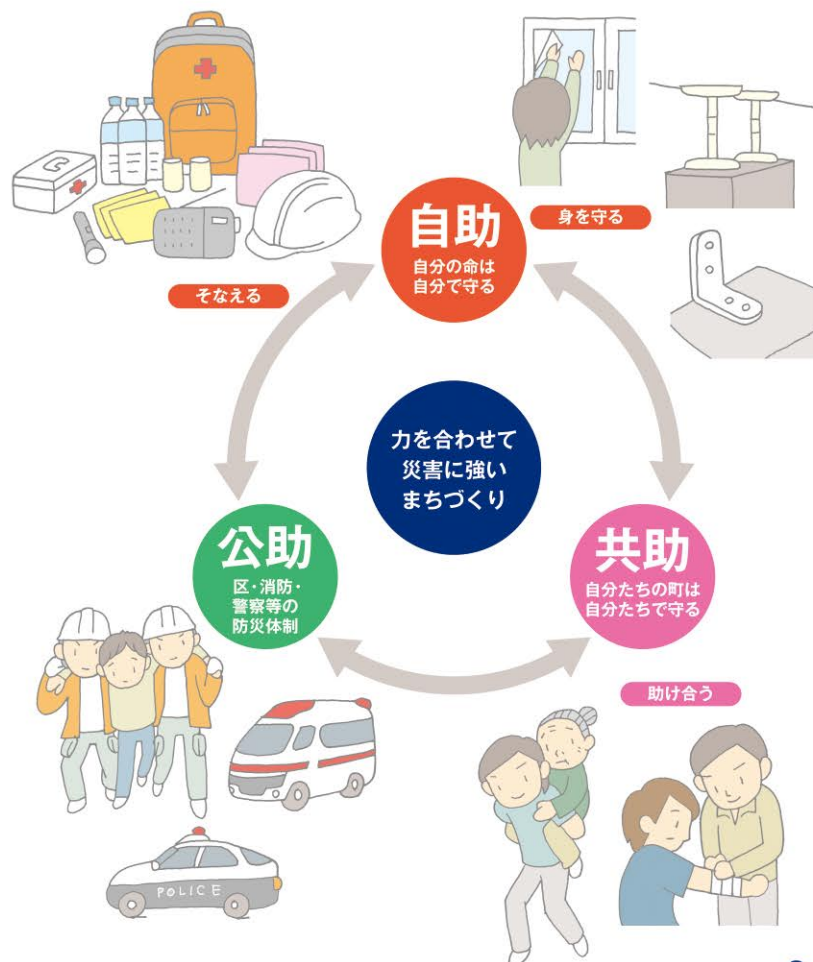 自助
自分の命は
自分で守る
身を守る
そなえる
力を合わせて
災害に強い
まちづくり
公助
区・消防・
警察等の
防災体制
共助
自分たちの町は
自分たちで守る
助け合う
POLICE